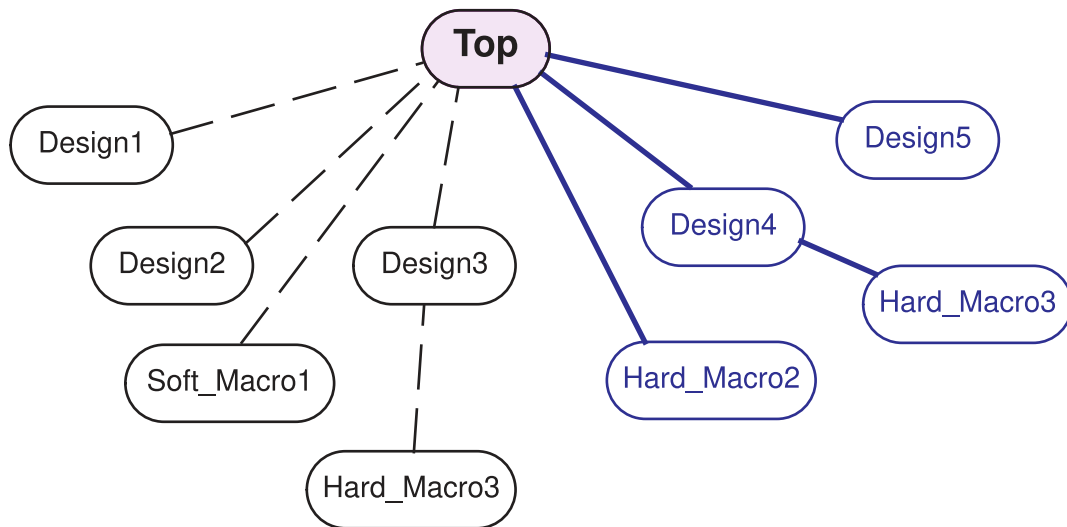 Top
Design1
Design5
Design4
Design2
Design3
Hard_Macro3
Soft_Macro1
Hard_Macro2
Hard_Macro3